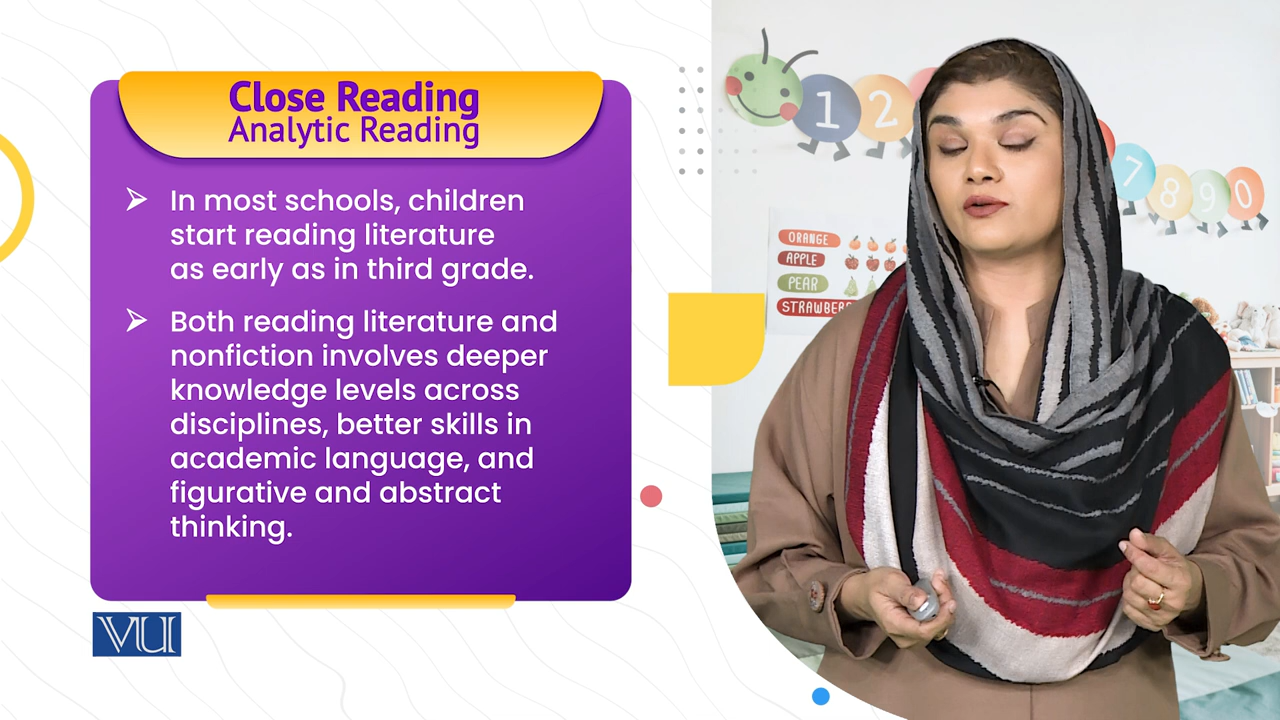 Close Reading
Analytic Reading
In most schools, children
start reading literature
as early as in third grade.
Both reading literature and
nonfiction involves deeper
knowledge levels across
disciplines, better skills in
academic language, and
figurative and abstract
thinking.
VU
1 2
7 8 9 0
ORANGE
APPLE
PEAR